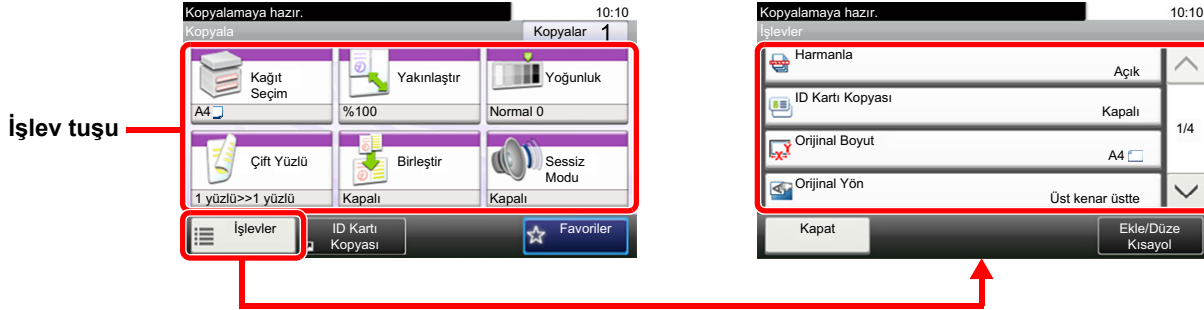 Kopyalamaya hazır.
10:10
Kopyala
Kopyalar 1
Kağıt
Seçim
A4
Yakınlaştır
%100
Yoğunluk
Normal 0
Çift Yüzlü
1 yüzlü>>1 yüzlü
Birleştir
Kapalı
Sessiz
Modu
Kapalı
İşlev tuşu
İşlevler
ID Kartı
Kopyası
Favoriler
Kopyalamaya hazır.
10:10
İşlevler
Harmanla
Açık
ID Kartı Kopyası
Kapalı
Orijinal Boyut
A4
Orijinal Yön
Üst kenar üstte
1/4
Kapat
Ekle/Düze
Kısayol